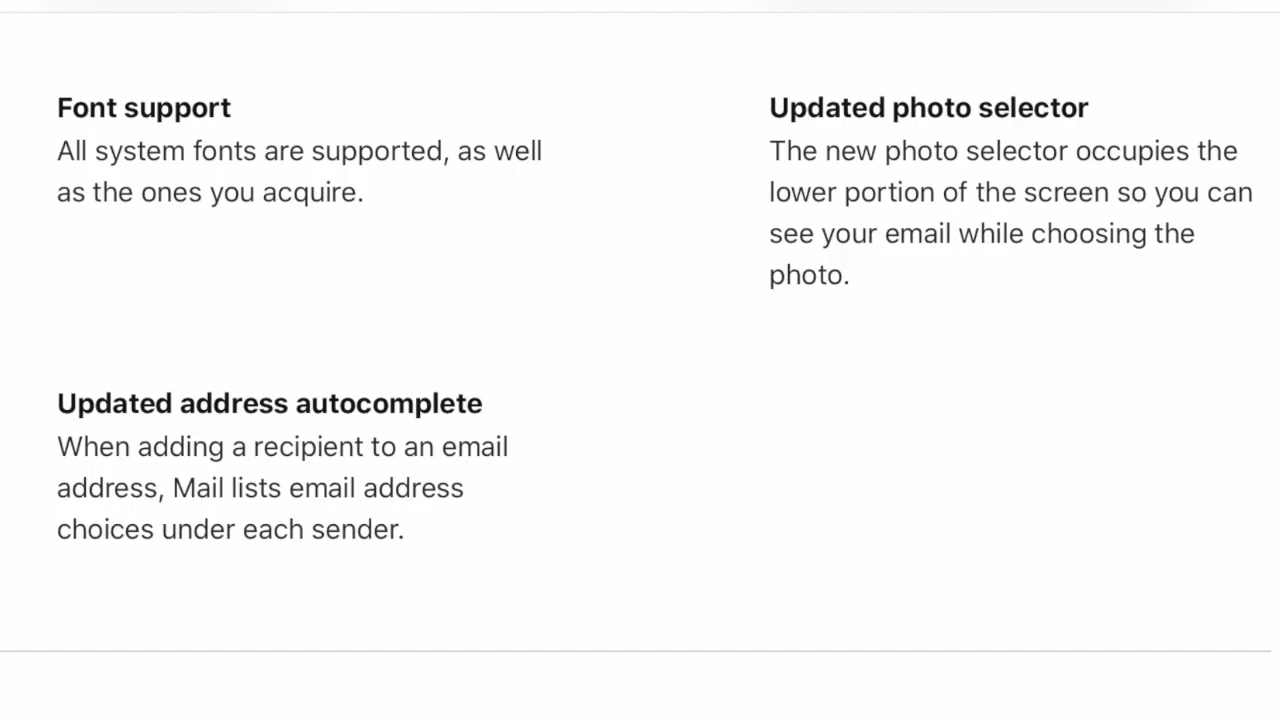 Font support
All system fonts are supported, as well
as the ones you acquire.
Updated photo selector
The new photo selector occupies the
lower portion of the screen so you can
see your email while choosing the
photo.
Updated address autocomplete
When adding a recipient to an email
address, Mail lists email address
choices under each sender.